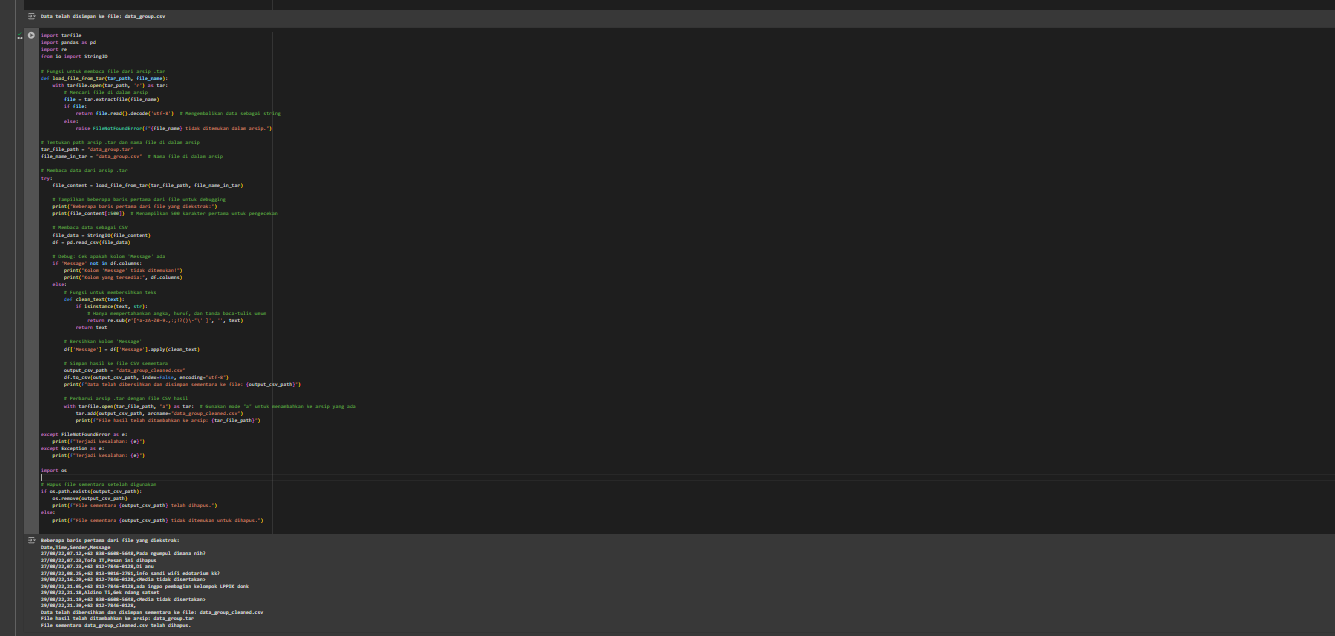 Data telah disimpan ke file: data_group.csv
import tarfile
import pandas as pd
import re
from io import StringIO
# Fungsi untuk membaca file dari arsip .tar
def load_file_from_tar(tar_path, file_name):
with tarfile.open(tar_path, 'r') as tar:
# Mencari file di dalam arsip
file = tar.extractfile(file_name)
if file:
return file.read().decode('utf-8')  # Mengembalikan data sebagai string
else:
raise FileNotFoundError(f"{file_name} tidak ditemukan dalam arsip.")
# Tentukan path arsip .tar dan nama file di dalam arsip
tar_file_path = "data_group.tar"
file_name_in_tar = "data_group.csv"  # Nama file di dalam arsip
# Membaca data dari arsip .tar
try:
file_content = load_file_from_tar(tar_file_path, file_name_in_tar)
# Tampilkan beberapa baris pertama dari file untuk debugging
print("Beberapa baris pertama dari file yang diekstrak:")
print(file_content[:500])  # Menampilkan 500 karakter pertama untuk pengecekan
# Membaca data sebagai CSV
file_data = StringIO(file_content)
df = pd.read_csv(file_data)
# Debug: Cek apakah kolom 'Message' ada
if 'Message' not in df.columns:
print("Kolom 'Message' tidak ditemukan!")
print("Kolom yang tersedia:", df.columns)
else:
# Fungsi untuk membersihkan teks
def clean_text(text):
if isinstance(text, str):
# Hanya mempertahankan angka, huruf, dan tanda baca-tulis umum
return re.sub(r'[^a-zA-Z0-9.,:;!?()\-"\' ]', '', text)
return text
# Bersihkan kolom 'Message'
df['Message'] = df['Message'].apply(clean_text)
# Simpan hasil ke file CSV sementara
output_csv_path = "data_group_cleaned.csv"
df.to_csv(output_csv_path, index=False, encoding="utf-8")
print(f"Data telah dibersihkan dan disimpan sementara ke file: {output_csv_path}")
# Perbarui arsip .tar dengan file CSV hasil
with tarfile.open(tar_file_path, "a") as tar:  # Gunakan mode "a" untuk menambahkan ke arsip yang ada
tar.add(output_csv_path, arcname="data_group_cleaned.csv")
print(f"File hasil telah ditambahkan ke arsip: {tar_file_path}")
except FileNotFoundError as e:
print(f"Terjadi kesalahan: {e}")
except Exception as e:
print(f"Terjadi kesalahan: {e}")
import os
# Hapus file sementara setelah digunakan
if os.path.exists(output_csv_path):
os.remove(output_csv_path)
print(f"File sementara {output_csv_path} telah dihapus.")
else:
print(f"File sementara {output_csv_path} tidak ditemukan untuk dihapus.")
Beberapa baris pertama dari file yang diekstrak:
Date,Time,Sender,Message
27/08/22,07.12,+62 838-6608-5648,Pada ngumpul dimana nih?
27/08/22,07.23,Tofa IT,Pesan ini dihapus
27/08/22,07.23,+62 812-7846-0128,Di anu
27/08/22,08.25,+62 813-9016-2761,info sandi wifi edotarium kk?
29/08/22,16.20,+62 812-7846-0128,<Media tidak disertakan>
29/08/22,21.05,+62 812-7846-0128,ada ingpo pembagian kelompok LPPOK donk
29/08/22,21.18,Aldino TI,Gek ndang satset
29/08/22,21.19,+62 838-6608-5648,<Media tidak disertakan>
29/08/22,21.39,+62 812-7846-0128,
Data telah dibersihkan dan disimpan sementara ke file: data_group_cleaned.csv
File hasil telah ditambahkan ke arsip: data_group.tar
File sementara data_group_cleaned.csv telah dihapus.